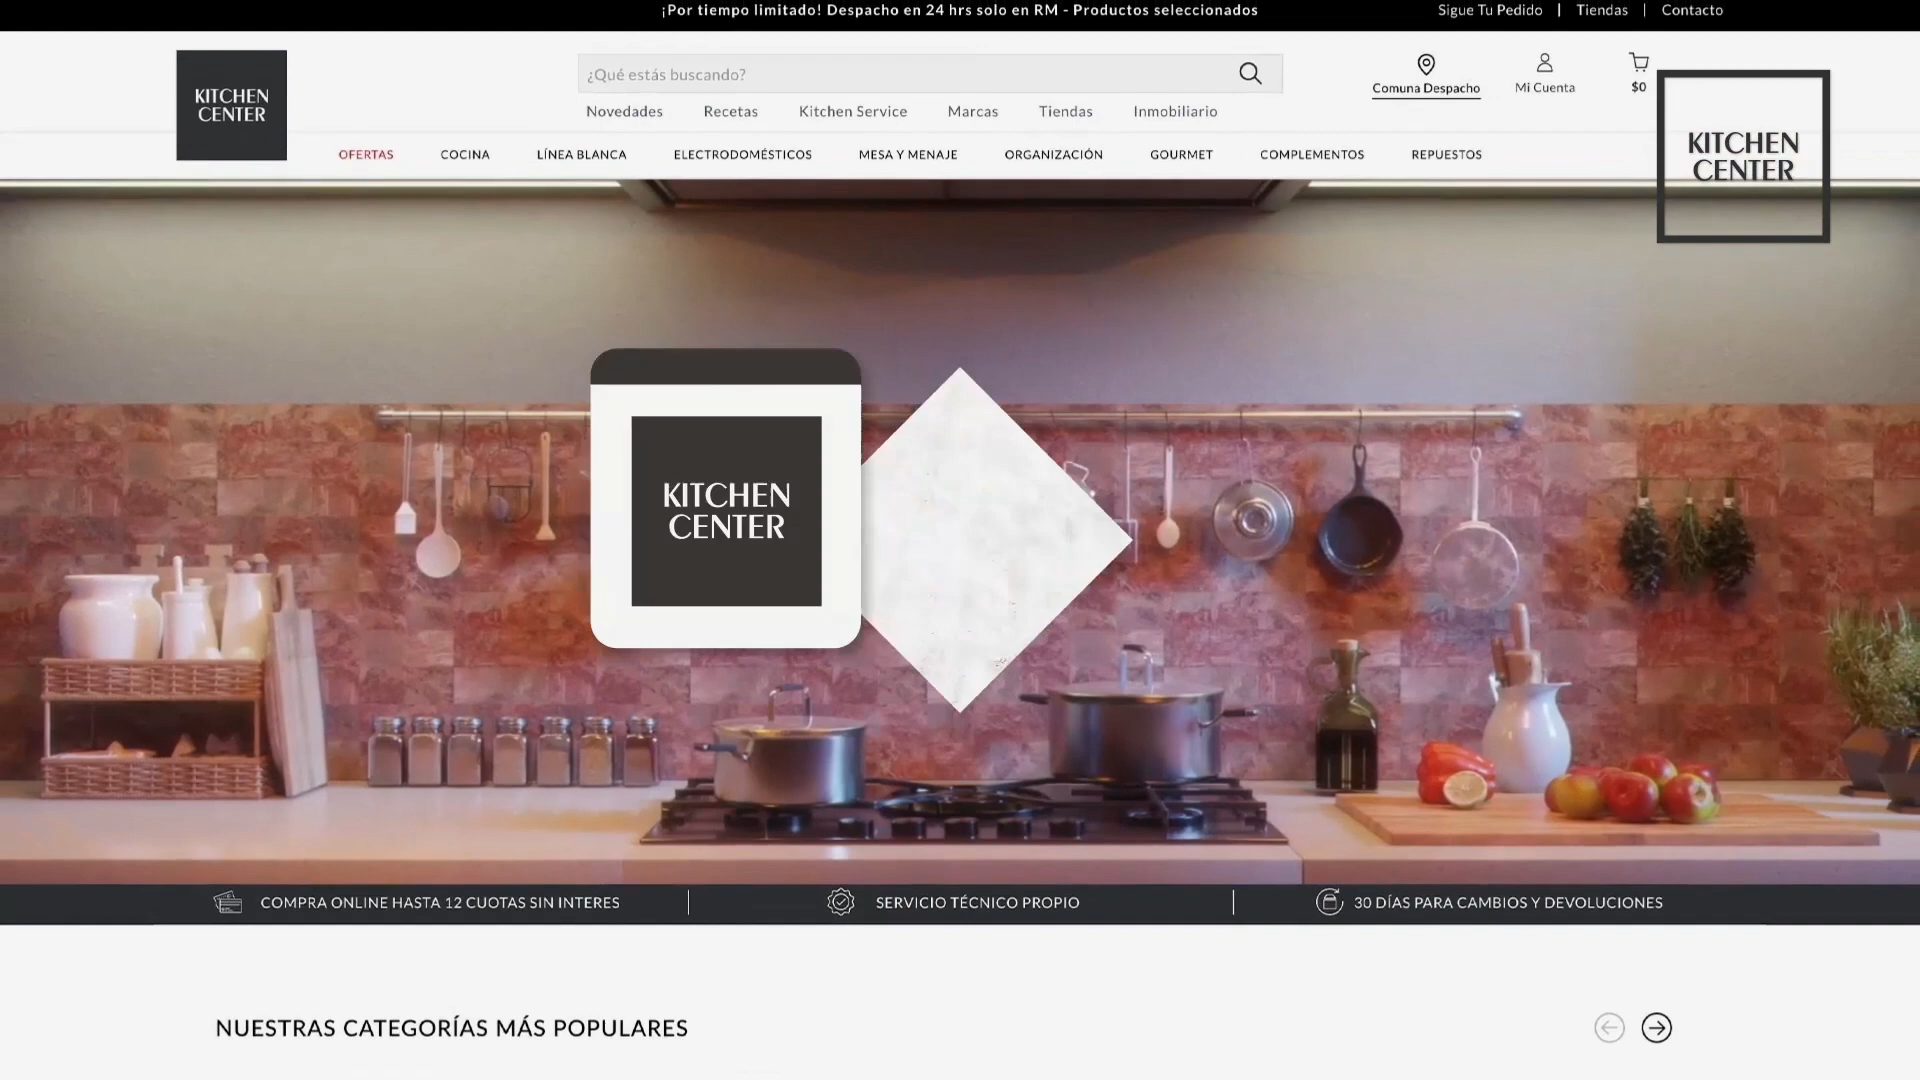 ¡Por tiempo limitado! Despacho en 24 hrs solo en RM - Productos seleccionados
Sigue Tu Pedido | Tiendas | Contacto
KITCHEN
CENTER
¿Qué estás buscando?
Comuna Despacho
Mi Cuenta
$0
Novedades Recetas Kitchen Service Marcas Tiendas Inmobiliario
OFERTAS COCINA LÍNEA BLANCA ELECTRODOMÉSTICOS MESA Y MENAJE ORGANIZACIÓN GOURMET COMPLEMENTOS REPUESTOS
KITCHEN
CENTER
KITCHEN
CENTER
COMPRA ONLINE HASTA 12 CUOTAS SIN INTERES | SERVICIO TÉCNICO PROPIO | 30 DÍAS PARA CAMBIOS Y DEVOLUCIONES
NUESTRAS CATEGORÍAS MÁS POPULARES